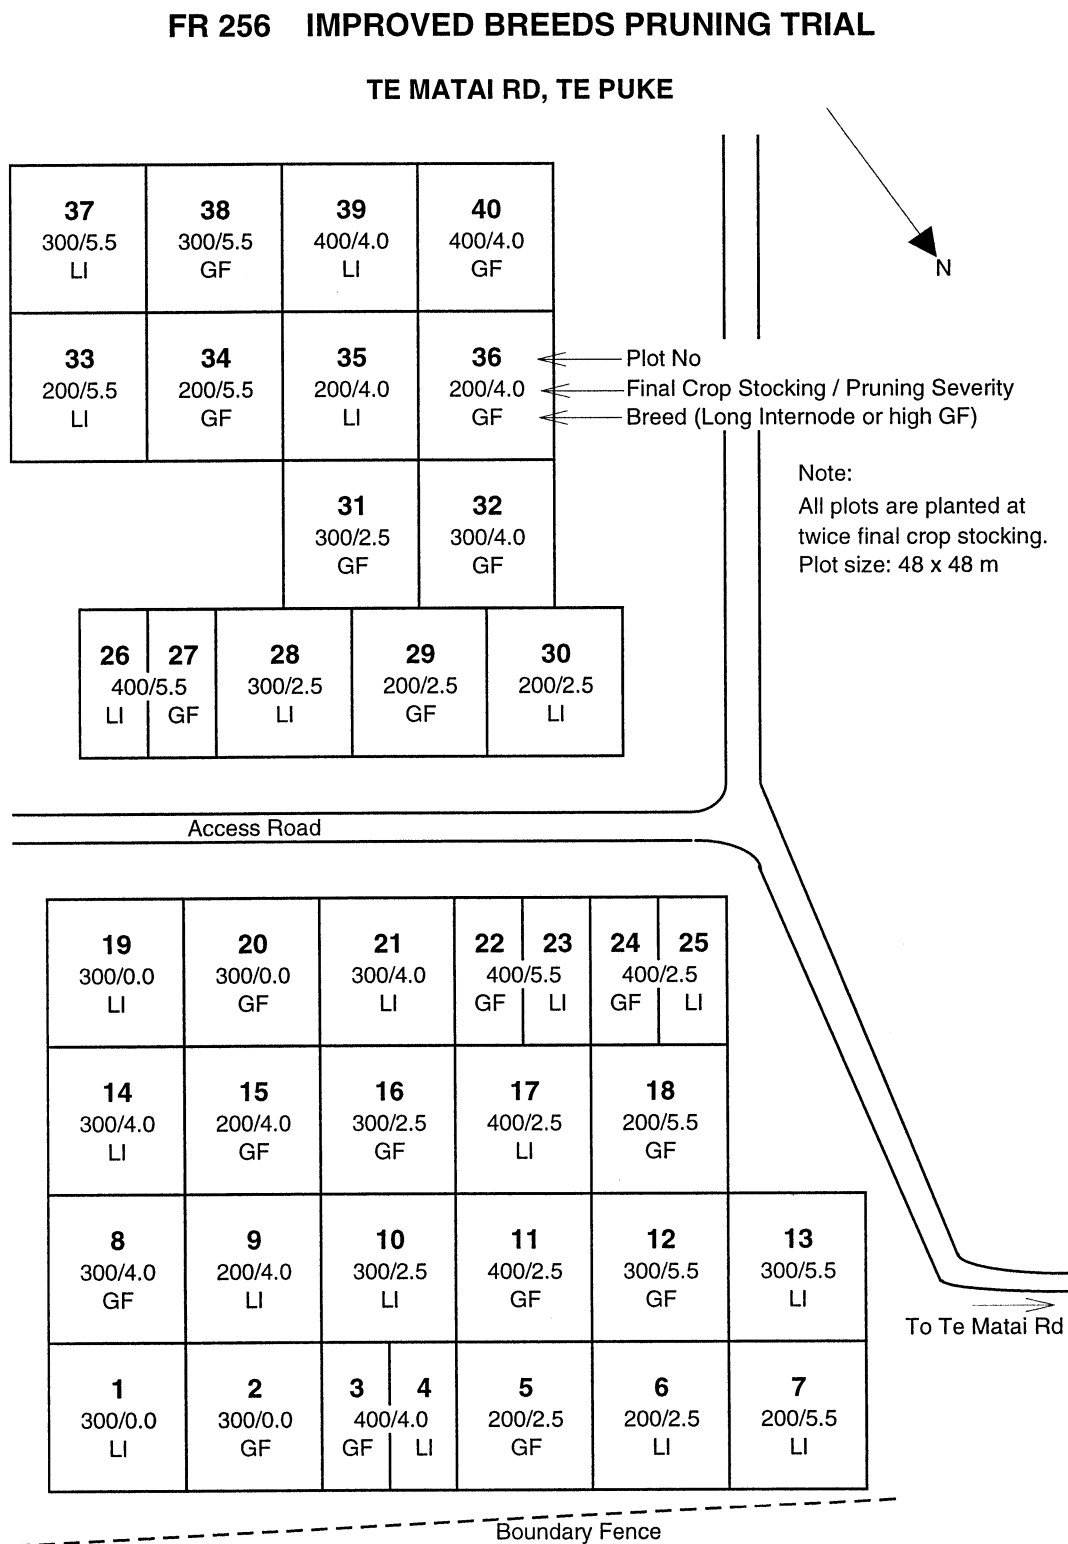 FR 256 IMPROVED BREEDS PRUNING TRIAL
TE MATAI RD, TE PUKE
N
37 38 39 40
300/5.5 300/5.5 400/4.0 400/4.0
LI GF LI GF
33 34 35 36 Plot No
200/5.5 200/5.5 200/4.0 200/4.0 Final Crop Stocking / Pruning Severity
LI GF LI GF Breed (Long Internode or high GF)
Note:
All plots are planted at
twice final crop stocking.
Plot size: 48 x 48 m
31 32
300/2.5 300/4.0
GF GF
26 27 28 29 30
400/5.5 300/2.5 200/2.5 200/2.5
LI GF LI GF LI
Access Road
19 20 21 22 23 24 25
300/0.0 300/0.0 300/4.0 400/5.5 400/2.5
LI GF LI GF LI GF LI
14 15 16 17 18
300/4.0 200/4.0 300/2.5 400/2.5 200/5.5
LI GF GF LI GF
8 9 10 11 12 13
300/4.0 200/4.0 300/2.5 400/2.5 300/5.5 300/5.5
GF LI LI GF GF LI
To Te Matai Rd
1 2 3 4 5 6 7
300/0.0 300/0.0 400/4.0 200/2.5 200/2.5 200/5.5
LI GF GF LI GF LI LI
Boundary Fence